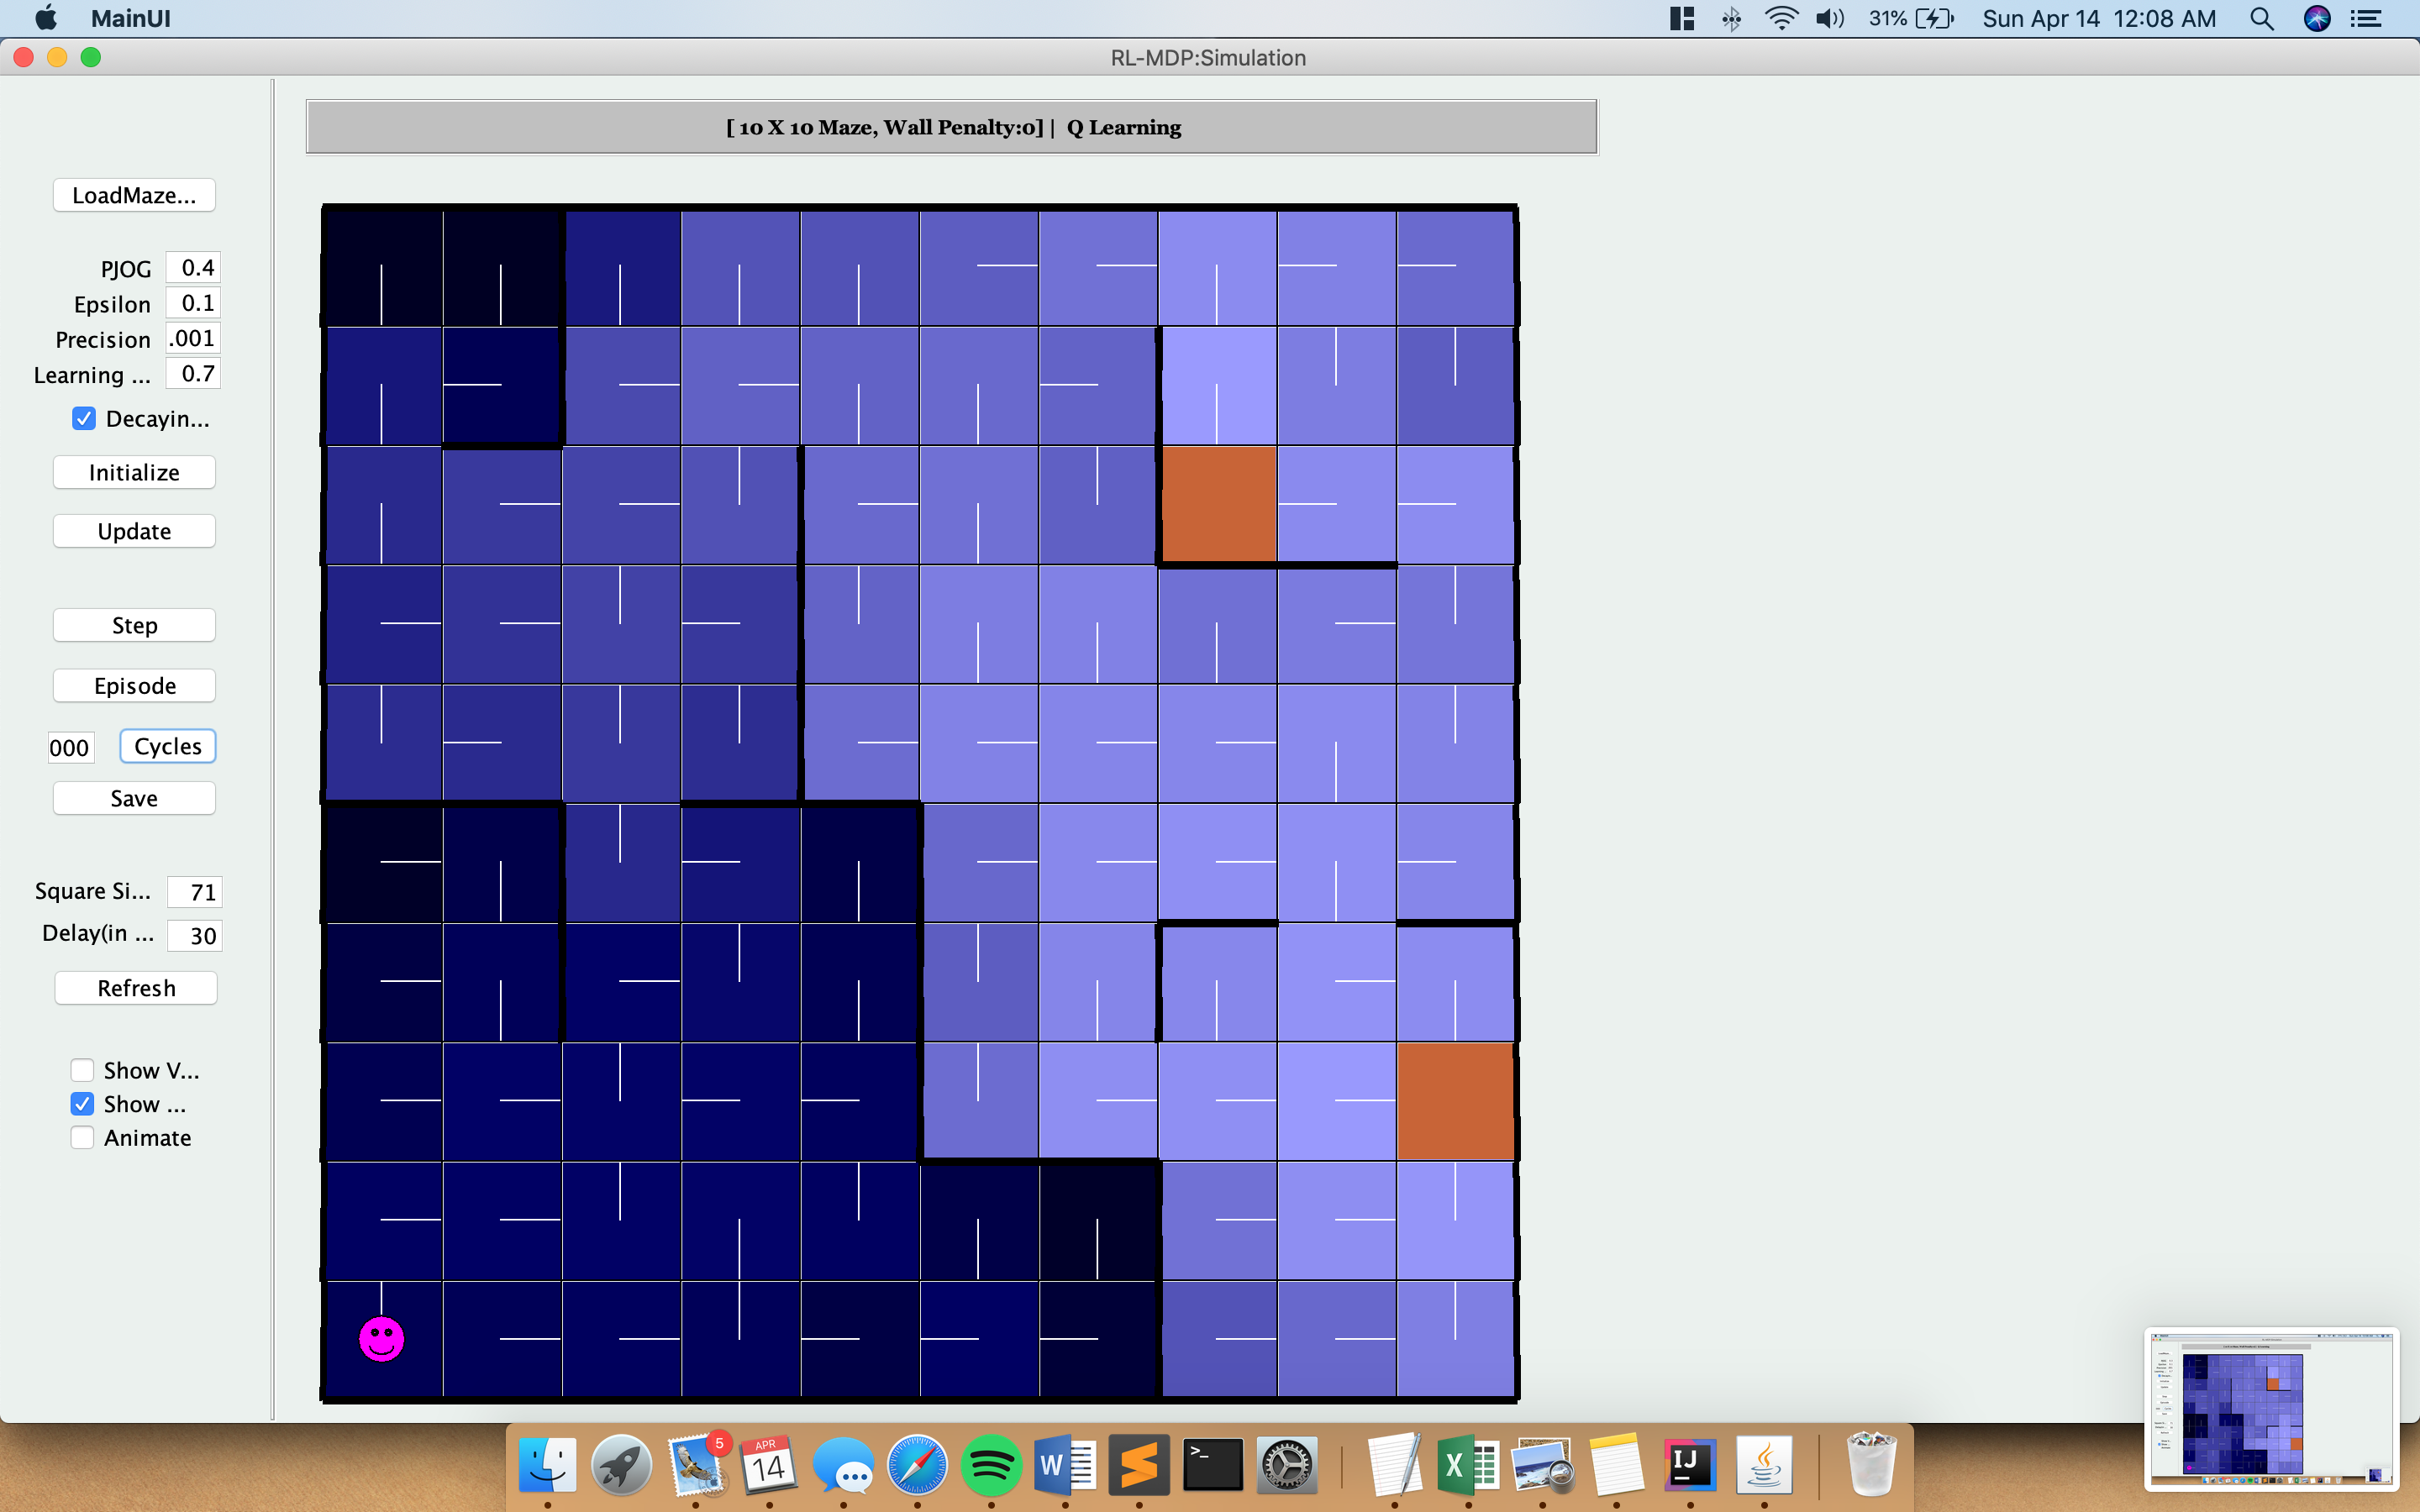 MainUI
31%
Sun Apr 14 12:08 AM
RL-MDP:Simulation
[ 10 X 10 Maze, Wall Penalty:0] | Q Learning
LoadMaze...
PJOG 0.4
Epsilon 0.1
Precision .001
Learning ... 0.7
Decayin...
Initialize
Update
Step
Episode
000 Cycles
Save
Square Si... 71
Delay(in ... 30
Refresh
Show V...
Show ...
Animate
5
APR
14
W
>_
X
IJ